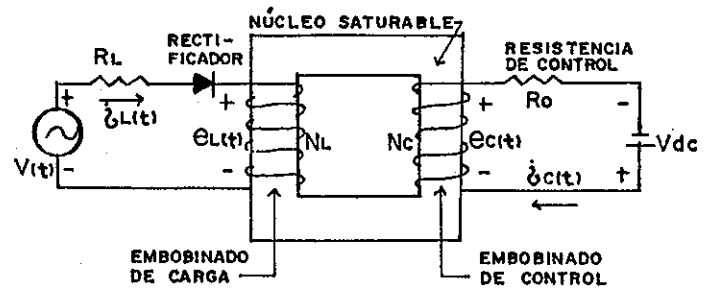 NÚCLEO SATURABLE
RECTI-
FICADOR
RESISTENCIA
DE CONTROL
RL
iL(t)
+
eL(t)
-
NL
NC
+
eC(t)
-
RO
-
Vdc
+
+
V(t)
-
iC(t)
EMBOBINADO
DE CARGA
EMBOBINADO
DE CONTROL